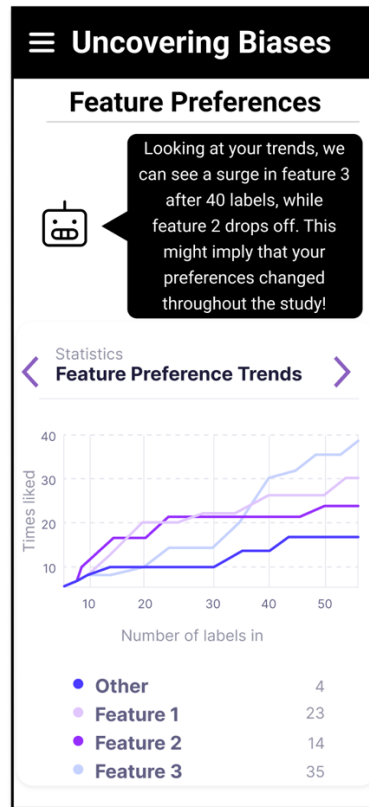 Uncovering Biases
Feature Preferences
Looking at your trends, we
can see a surge in feature 3
after 40 labels, while
feature 2 drops off. This
might imply that your
preferences changed
throughout the study!
Statistics
Feature Preference Trends
Times liked
40
30
20
10
10 20 30 40 50
Number of labels in
Other 4
Feature 1 23
Feature 2 14
Feature 3 35